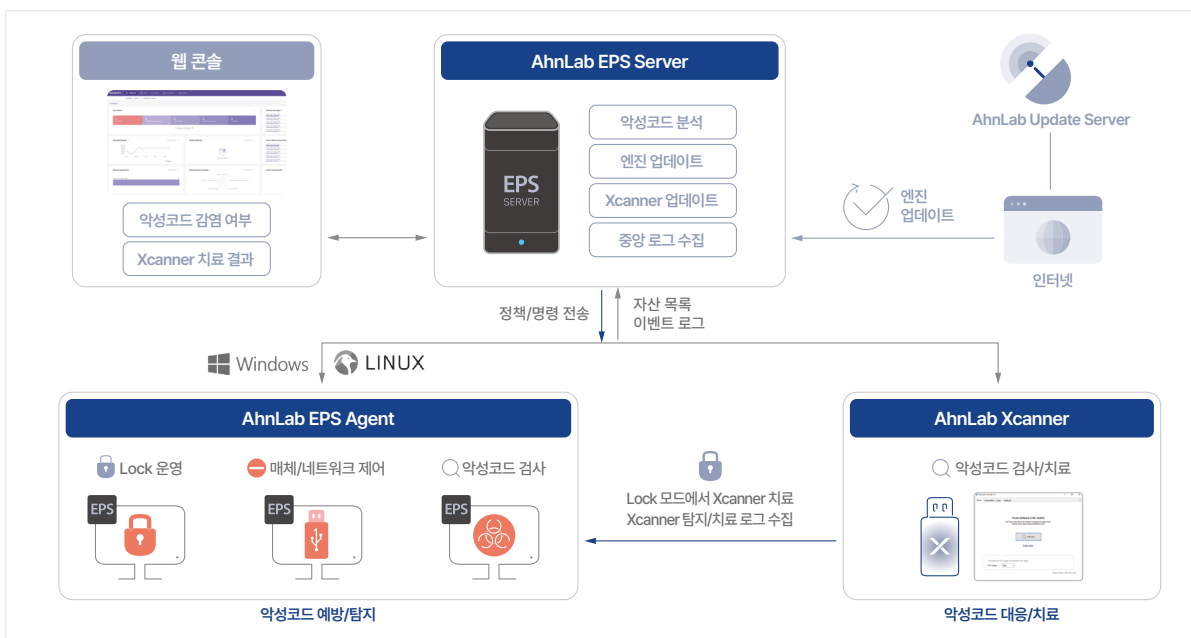 웹 콘솔
악성코드 감염 여부
Xcanner 치료 결과
AhnLab EPS Server
EPS
SERVER
악성코드 분석
엔진 업데이트
Xcanner 업데이트
중앙 로그 수집
AhnLab Update Server
엔진
업데이트
인터넷
정책/명령 전송
자산 목록
이벤트 로그
Windows
LINUX
AhnLab EPS Agent
Lock 운영
매체/네트워크 제어
악성코드 검사
EPS
EPS
EPS
악성코드 예방/탐지
Lock 모드에서 Xcanner 치료
Xcanner 탐지/치료 로그 수집
AhnLab Xcanner
악성코드 검사/치료
X
악성코드 대응/치료